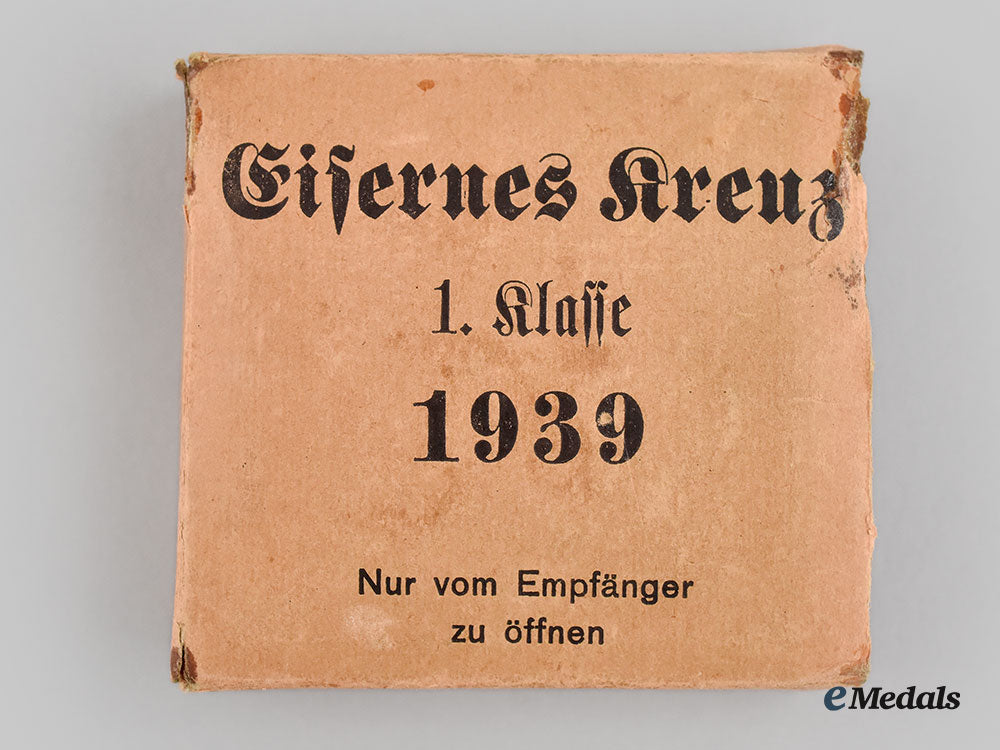 Eiſernes Kreuz
1. Klaſſe
1939
Nur vom Empfänger
zu öffnen
eMedals